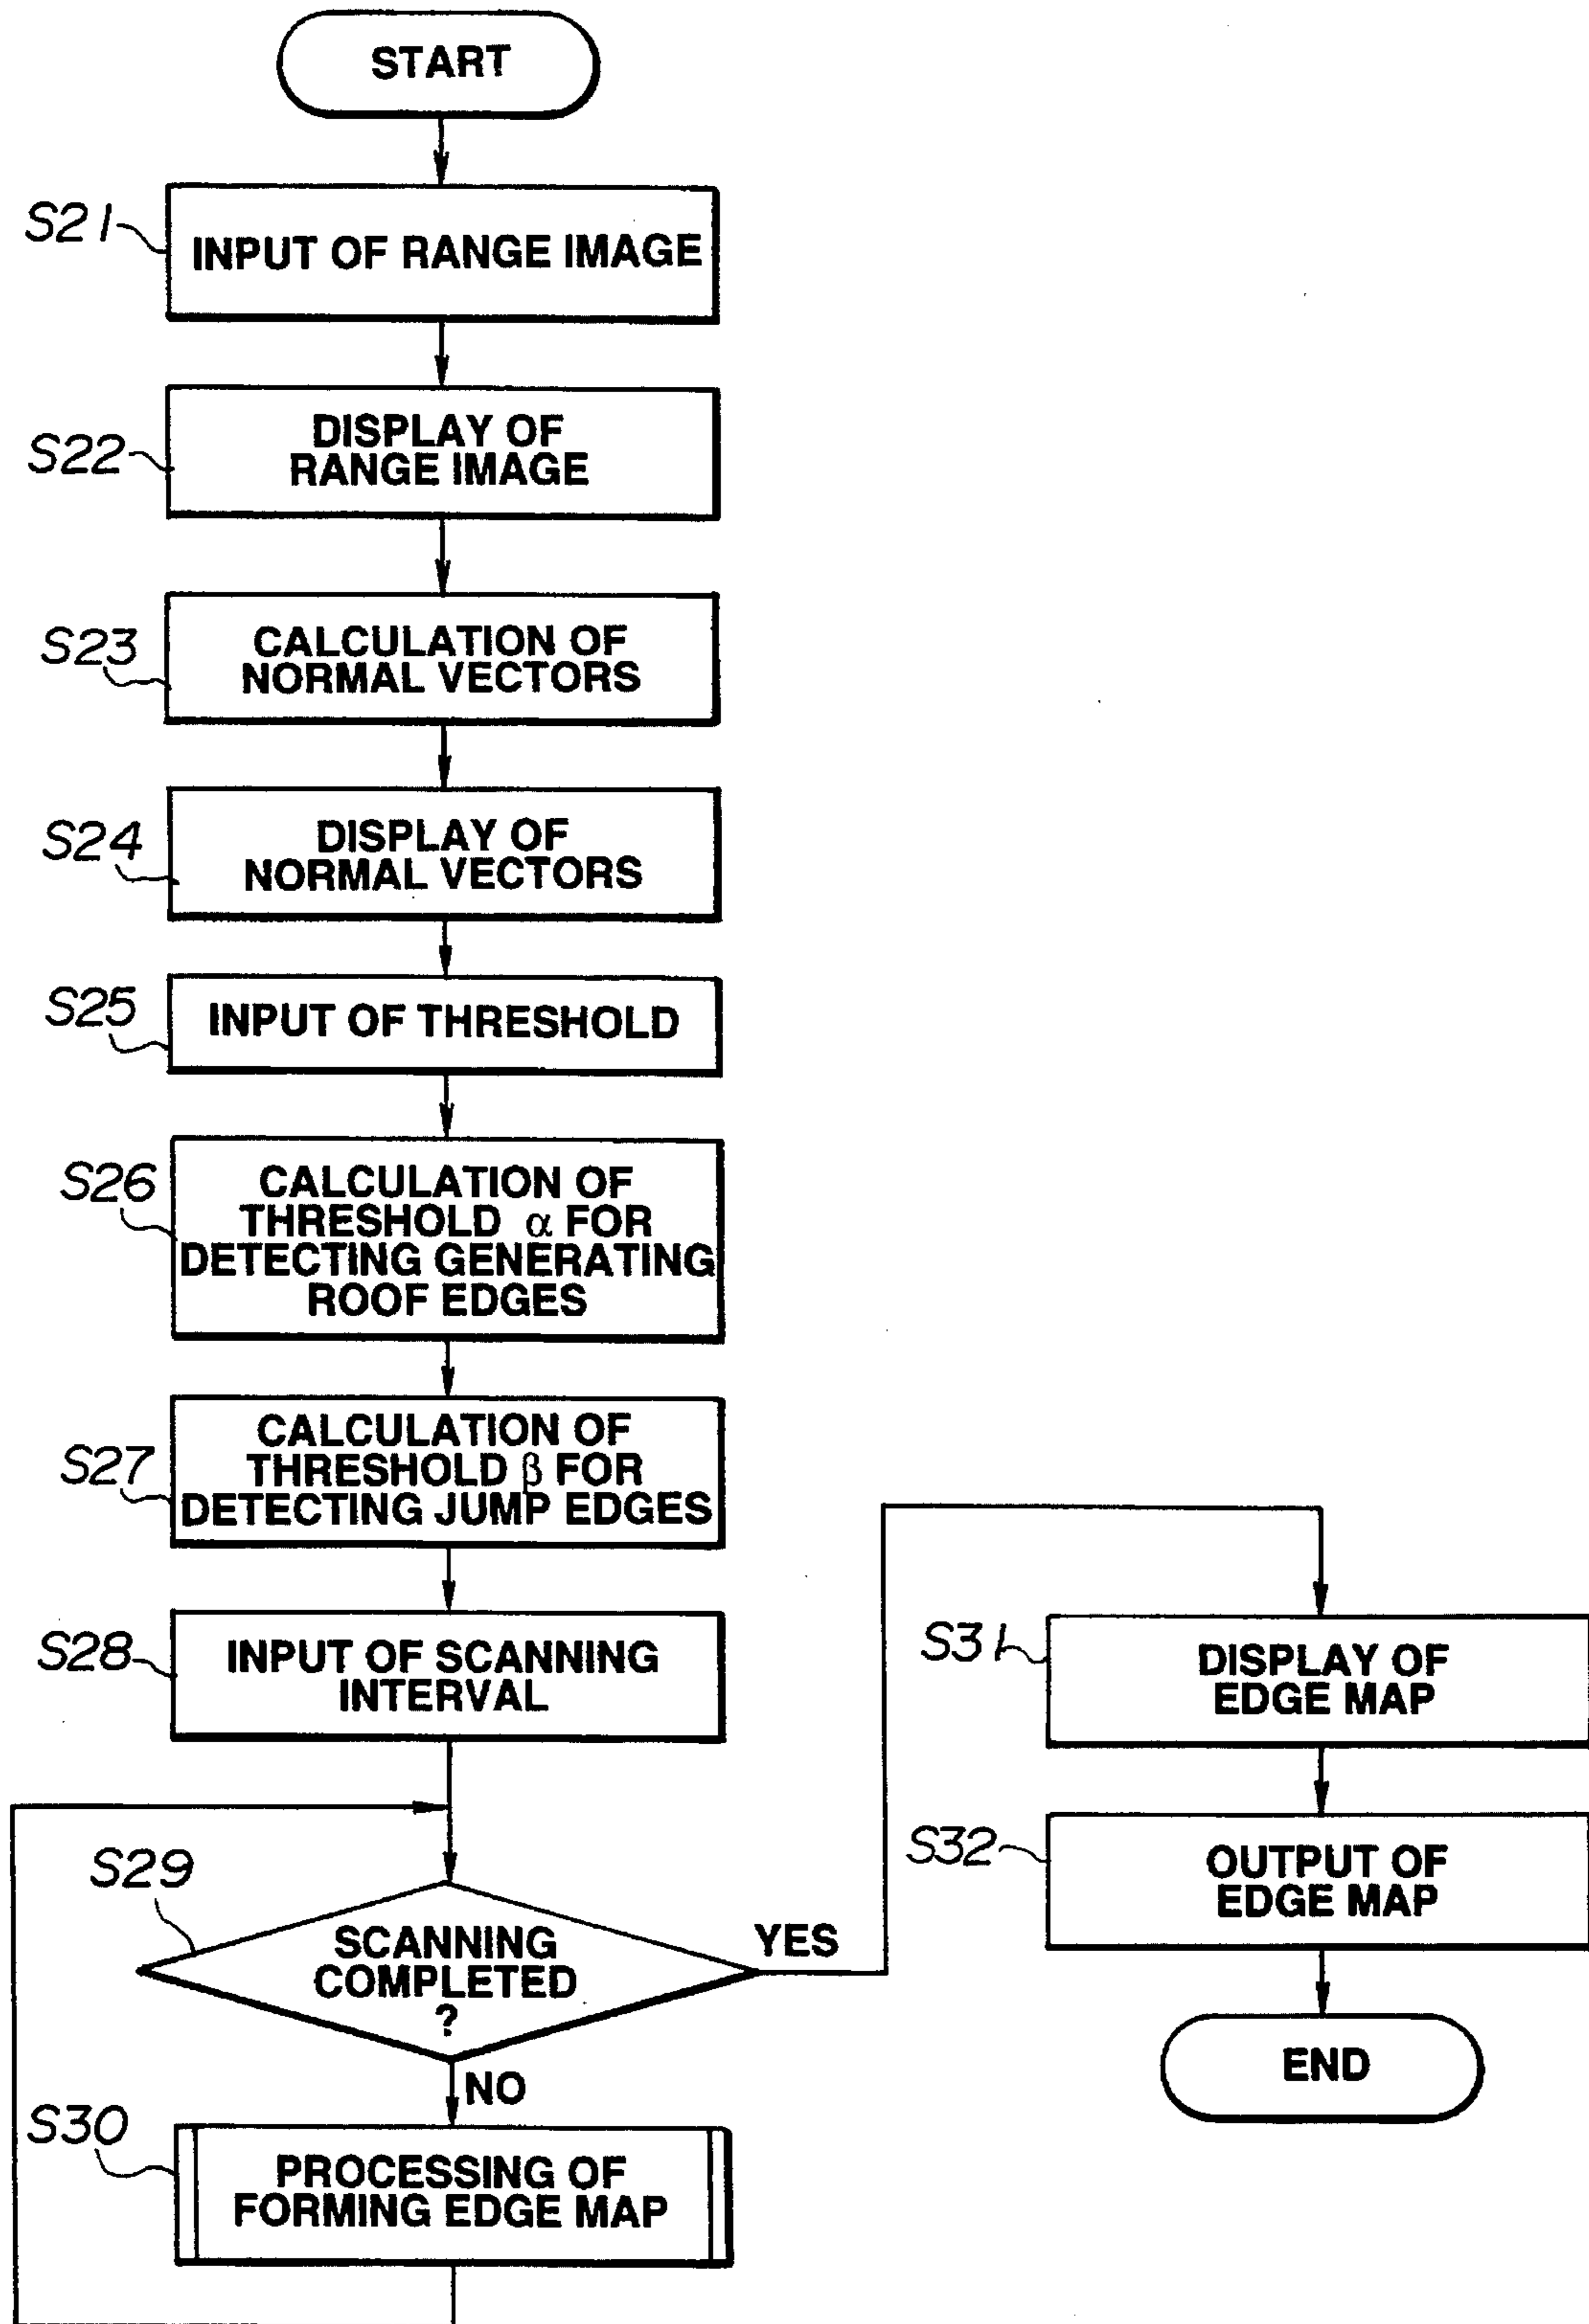 START
S21
INPUT OF RANGE IMAGE
S22
DISPLAY OF
RANGE IMAGE
S23
CALCULATION OF
NORMAL VECTORS
S24
DISPLAY OF
NORMAL VECTORS
S25
INPUT OF THRESHOLD
S26
CALCULATION OF
THRESHOLD α FOR
DETECTING GENERATING
ROOF EDGES
S27
CALCULATION OF
THRESHOLD β FOR
DETECTING JUMP EDGES
S28
INPUT OF SCANNING
INTERVAL
S29
SCANNING
COMPLETED
?
YES
NO
S30
PROCESSING OF
FORMING EDGE MAP
S31
DISPLAY OF
EDGE MAP
S32
OUTPUT OF
EDGE MAP
END